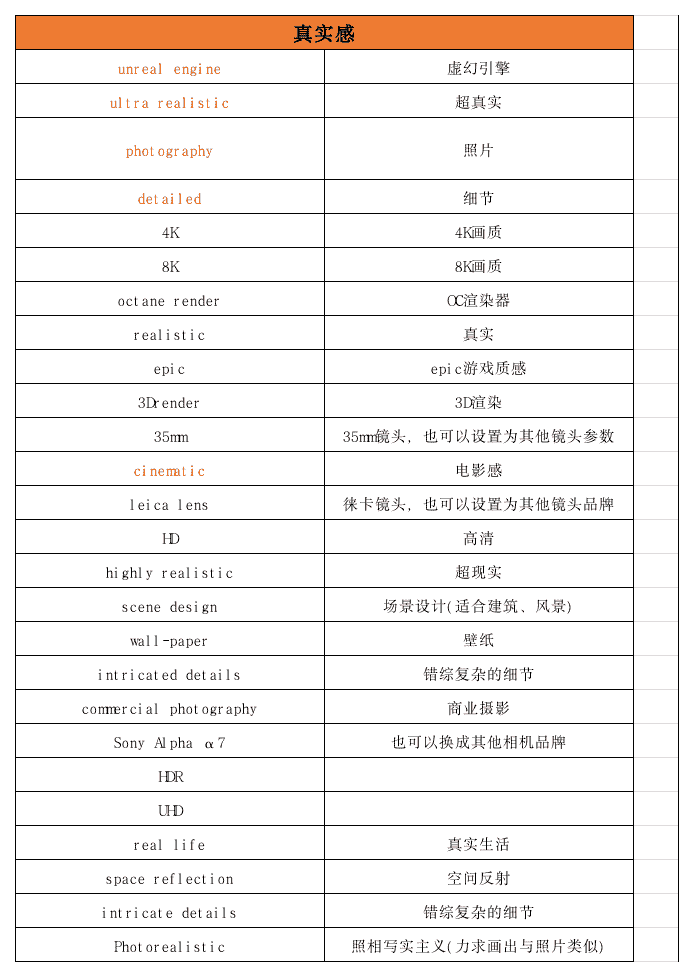 真实感
unreal engine 虚幻引擎
ultra realistic 超真实
photography 照片
detailed 细节
4K 4K画质
8K 8K画质
octane render OC渲染器
realistic 真实
epic epic游戏质感
3Drender 3D渲染
35mm 35mm镜头，也可以设置为其他镜头参数
cinematic 电影感
leica lens 徕卡镜头，也可以设置为其他镜头品牌
HD 高清
highly realistic 超现实
scene design 场景设计(适合建筑、风景)
wall-paper 壁纸
intricated details 错综复杂的细节
commercial photography 商业摄影
Sony Alpha α7 也可以换成其他相机品牌
HDR
UHD
real life 真实生活
space reflection 空间反射
intricate details 错综复杂的细节
Photorealistic 照相写实主义(力求画出与照片类似)